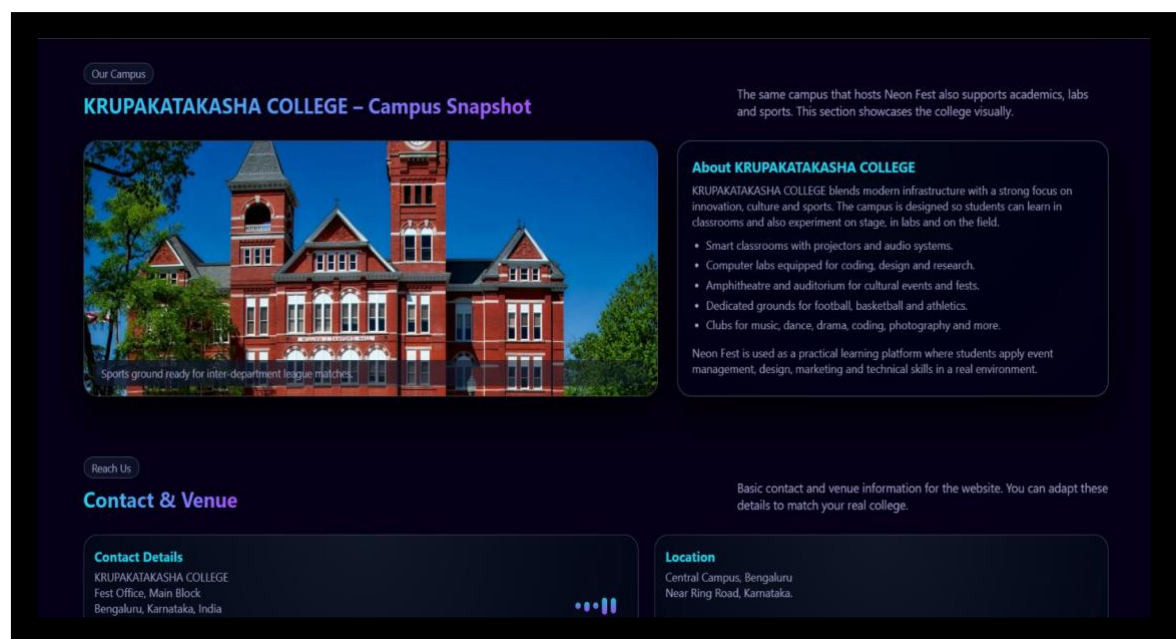 Our Campus
KRUPAKATAKASHA COLLEGE – Campus Snapshot
The same campus that hosts Neon Fest also supports academics, labs
and sports. This section showcases the college visually.
Sports ground ready for inter-department league matches.
About KRUPAKATAKASHA COLLEGE
KRUPAKATAKASHA COLLEGE blends modern infrastructure with a strong focus on
innovation, culture and sports. The campus is designed so students can learn in
classrooms and also experiment on stage, in labs and on the field.
• Smart classrooms with projectors and audio systems.
• Computer labs equipped for coding, design and research.
• Amphitheatre and auditorium for cultural events and fests.
• Dedicated grounds for football, basketball and athletics.
• Clubs for music, dance, drama, coding, photography and more.
Neon Fest is used as a practical learning platform where students apply event
management, design, marketing and technical skills in a real environment.
Reach Us
Contact & Venue
Basic contact and venue information for the website. You can adapt these
details to match your real college.
Contact Details
KRUPAKATAKASHA COLLEGE
Fest Office, Main Block
Bengaluru, Karnataka, India
Location
Central Campus, Bengaluru
Near Ring Road, Karnataka.